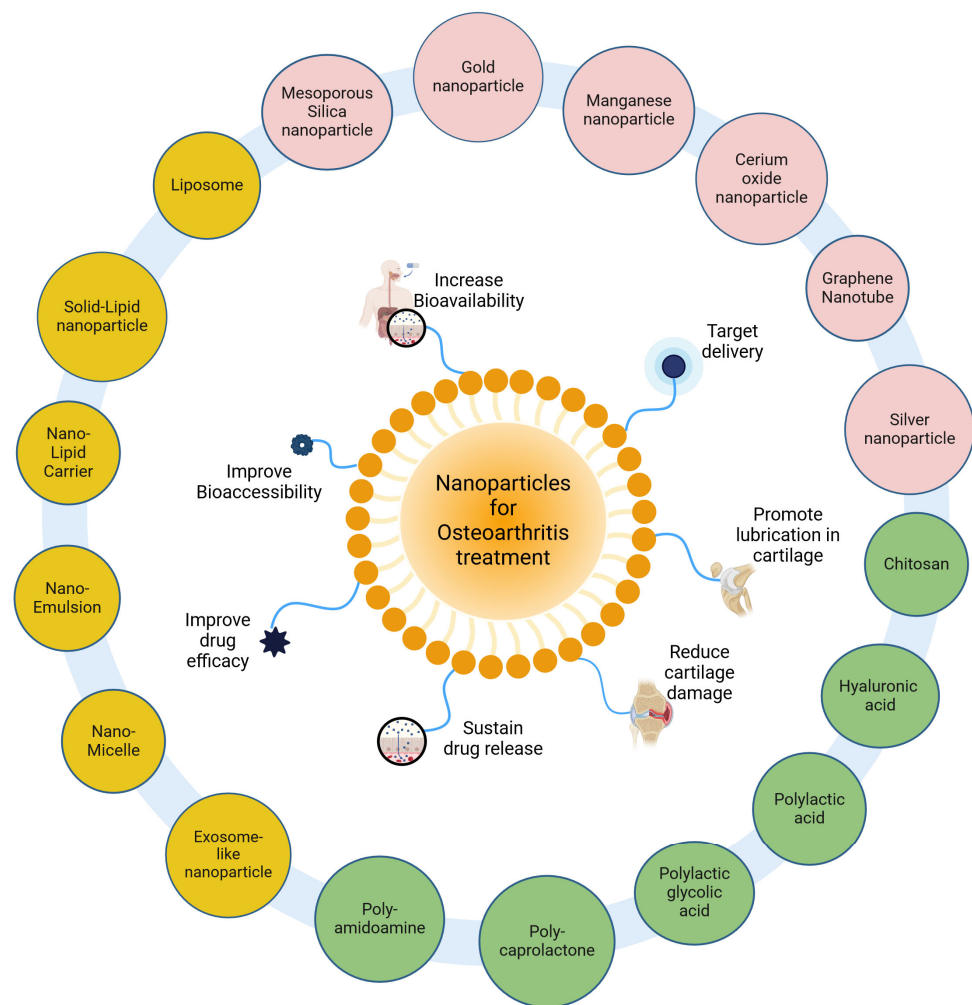 Gold
nanoparticle
Mesoporous
Silica
nanoparticle
Manganese
nanoparticle
Cerium
oxide
nanoparticle
Liposome
Graphene
Nanotube
Solid-Lipid
nanoparticle
Silver
nanoparticle
Nano-
Lipid
Carrier
Chitosan
Nano-
Emulsion
Hyaluronic
acid
Nano-
Micelle
Polylactic
acid
Exosome-
like
nanoparticle
Polylactic
glycolic
acid
Poly-
amidoamine
Poly-
caprolactone
Increase
Bioavailability
Target
delivery
Improve
Bioaccessibility
Nanoparticles
for
Osteoarthritis
treatment
Promote
lubrication in
cartilage
Improve
drug
efficacy
Reduce
cartilage
damage
Sustain
drug release